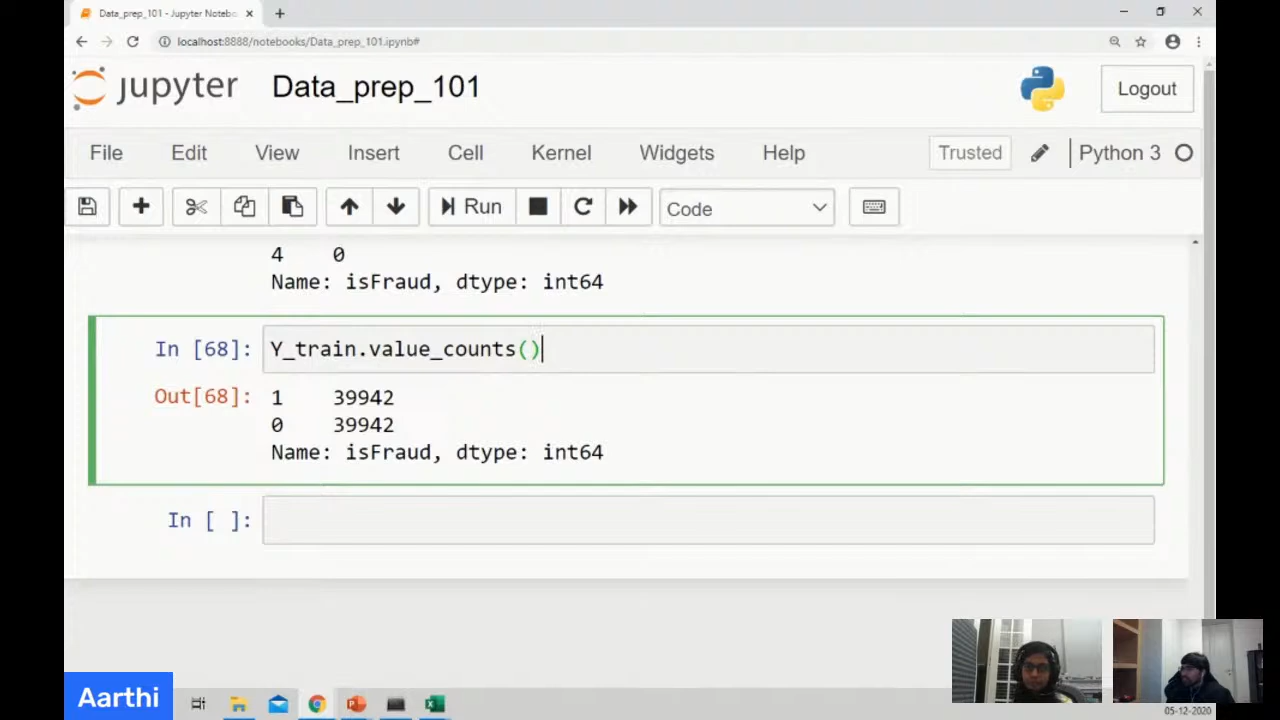 Data_prep_101 - Jupyter Notebo
localhost:8888/notebooks/Data_prep_101.ipynb#
jupyter Data_prep_101
Logout
File Edit View Insert Cell Kernel Widgets Help Trusted Python 3
Run Code
4 0
Name: isFraud, dtype: int64
In [68]: Y_train.value_counts()
Out[68]: 1 39942
0 39942
Name: isFraud, dtype: int64
In [ ]:
Aarthi
05-12-2020